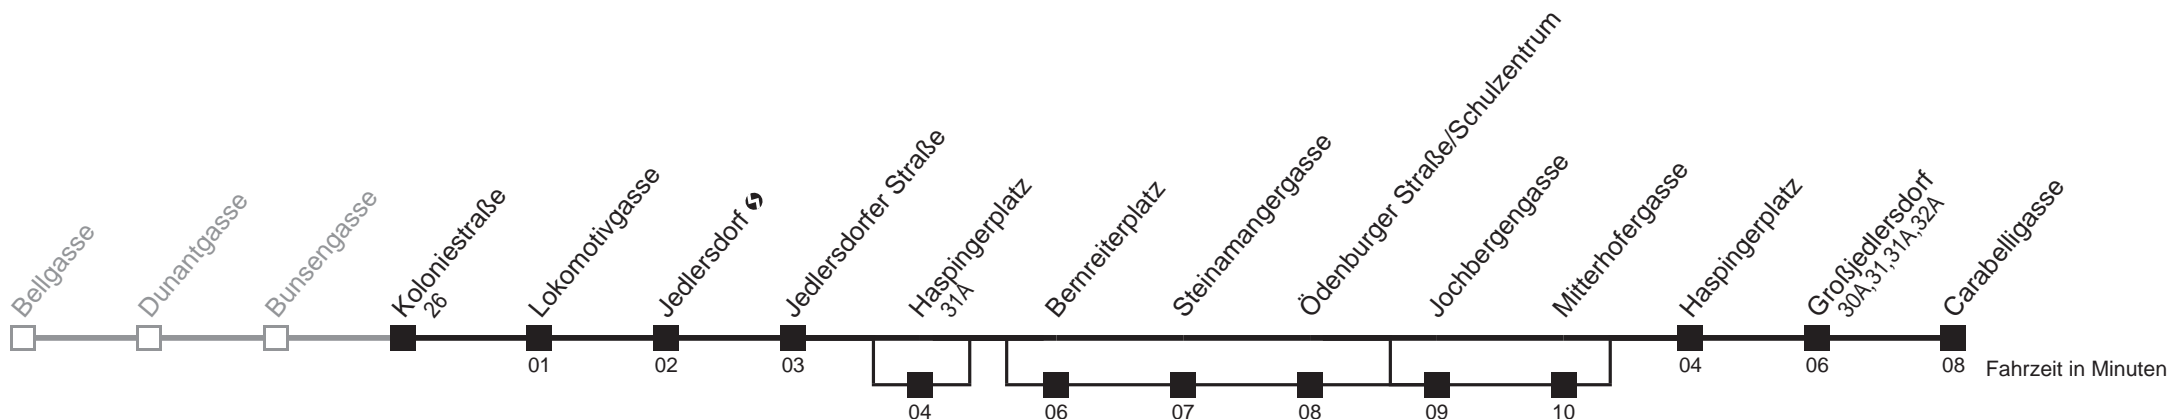 Bellgasse
Dunantgasse
Bunsengasse
Koloniestraße
26
Lokomotivgasse
Jedlersdorf
Jedlersdorfer Straße
Haspingerplatz
31A
Bernreiterplatz
Steinamangergasse
Ödenburger Straße/Schulzentrum
Jochbergengasse
Mitterhofergasse
Haspingerplatz
Großjedlersdorf
30A,31,31A,32A
Carabelligasse
01
02
03
04
06
08
Fahrzeit in Minuten
04
06
07
08
09
10